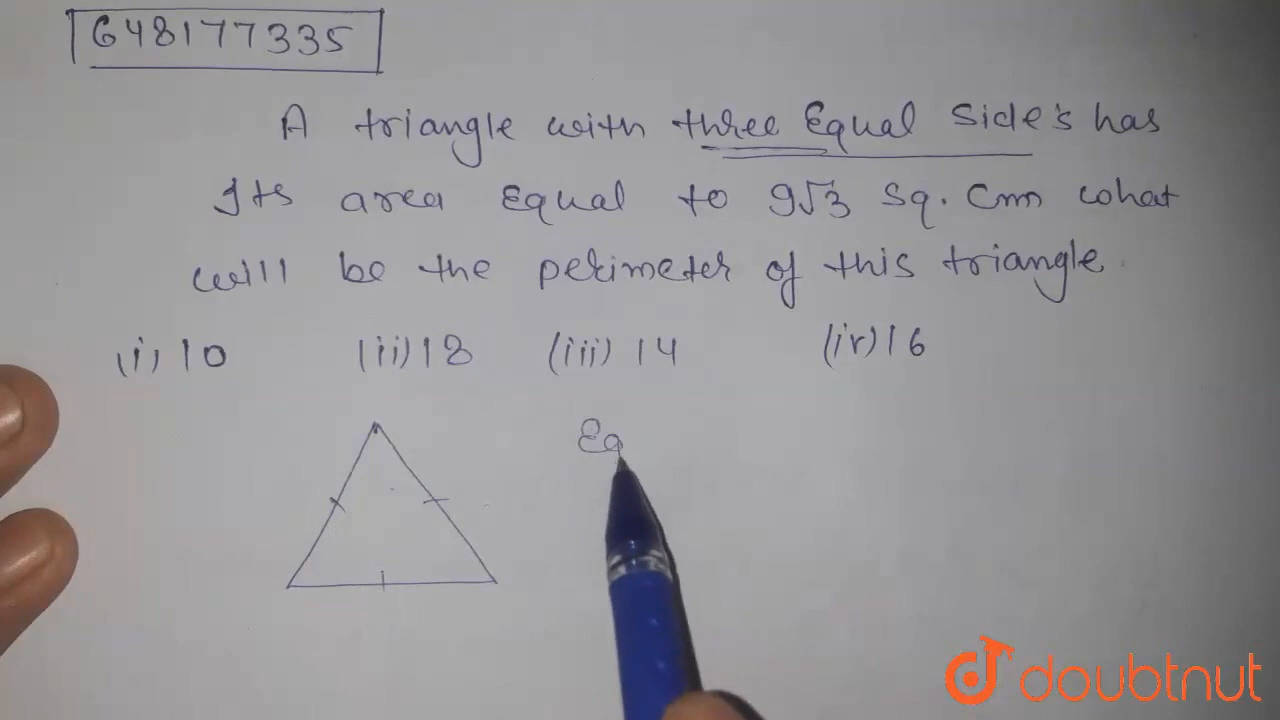 648177335
A triangle with three Equal Side's has
Its area Equal to 9√3 Sq. Cm what
will be the perimeter of this triangle.
(i) 10 (ii) 18 (iii) 14 (iv) 16
Eq
doubtnut